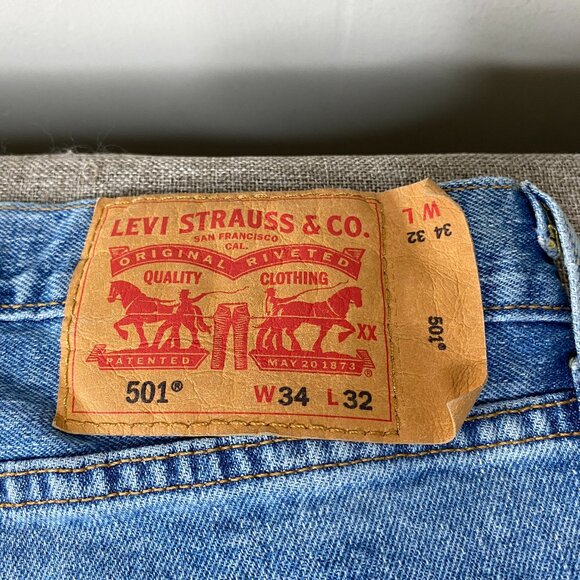 LEVI STRAUSS & CO.
SAN FRANCISCO
CAL.
ORIGINAL RIVETED
QUALITY CLOTHING
XX
PATENTED MAY 20 1873 ®
501® W34 L32
W L
34 32
501®